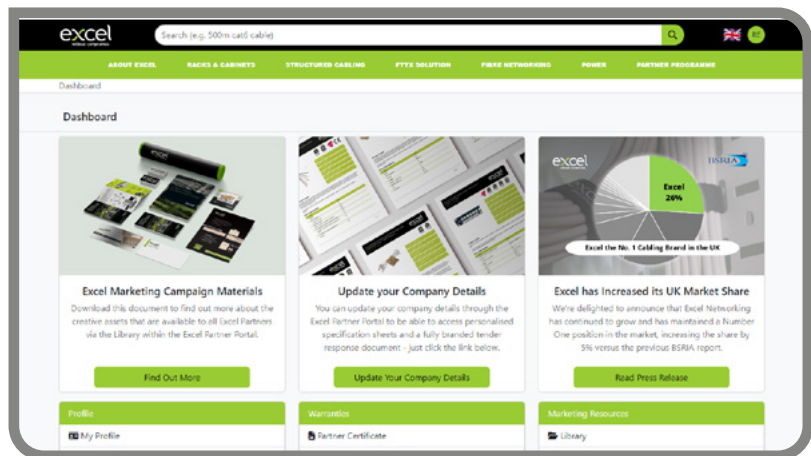 excel
Search (e.g. 500m cat6 cable)
RE
ABOUT EXCEL RACKS & CABINETS STRUCTURED CABLING FTTX SOLUTION FIBRE NETWORKING POWER PARTNER PROGRAMME
Dashboard
Dashboard
excel
BSRIA
Excel
26%
Excel the No. 1 Cabling Brand in the UK
Excel Marketing Campaign Materials
Download this document to find out more about the
creative assets that are available to all Excel Partners
via the Library within the Excel Partner Portal.
Find Out More
Update your Company Details
You can update your company details through the
Excel Partner Portal to be able to access personalised
specification sheets and a fully branded tender
response document - just click the link below.
Update Your Company Details
Excel has Increased its UK Market Share
We're delighted to announce that Excel Networking
has continued to grow and has maintained a Number
One position in the market, increasing the share by
5% versus the previous BSRIA report.
Read Press Release
Profile
My Profile
Warranties
Partner Certificate
Marketing Resources
Library